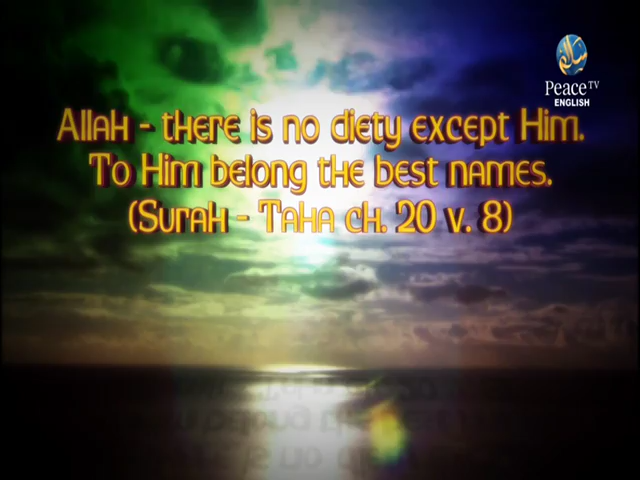 سلام
Peace TV
ENGLISH
Allah - there is no diety except Him.
To Him belong the best names.
(Surah - Taha ch. 20 v. 8)